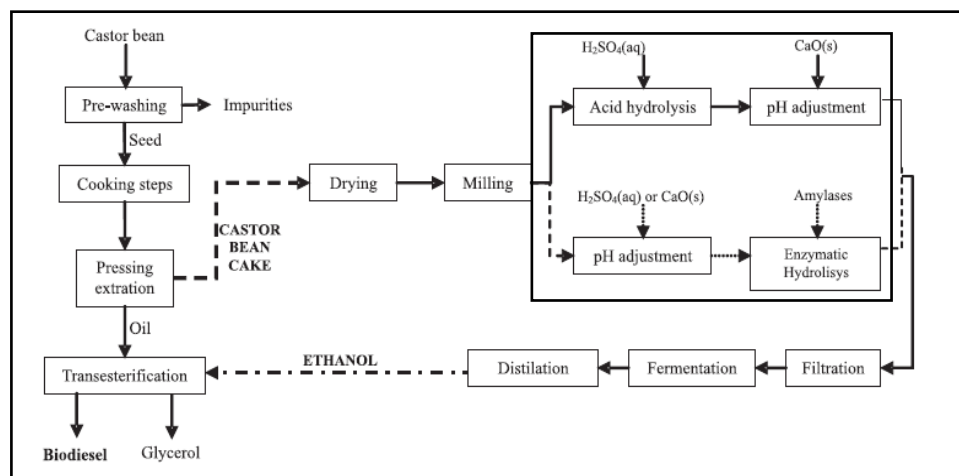 Castor bean
Pre-washing
Impurities
Seed
Cooking steps
Pressing
extration
CASTOR
BEAN
CAKE
Oil
Transesterification
Biodiesel
Glycerol
Drying
Milling
H₂SO₄(aq)
CaO(s)
Acid hydrolysis
pH adjustment
H₂SO₄(aq) or CaO(s)
Amylases
pH adjustment
Enzymatic
Hydrolisys
ETHANOL
Distilation
Fermentation
Filtration